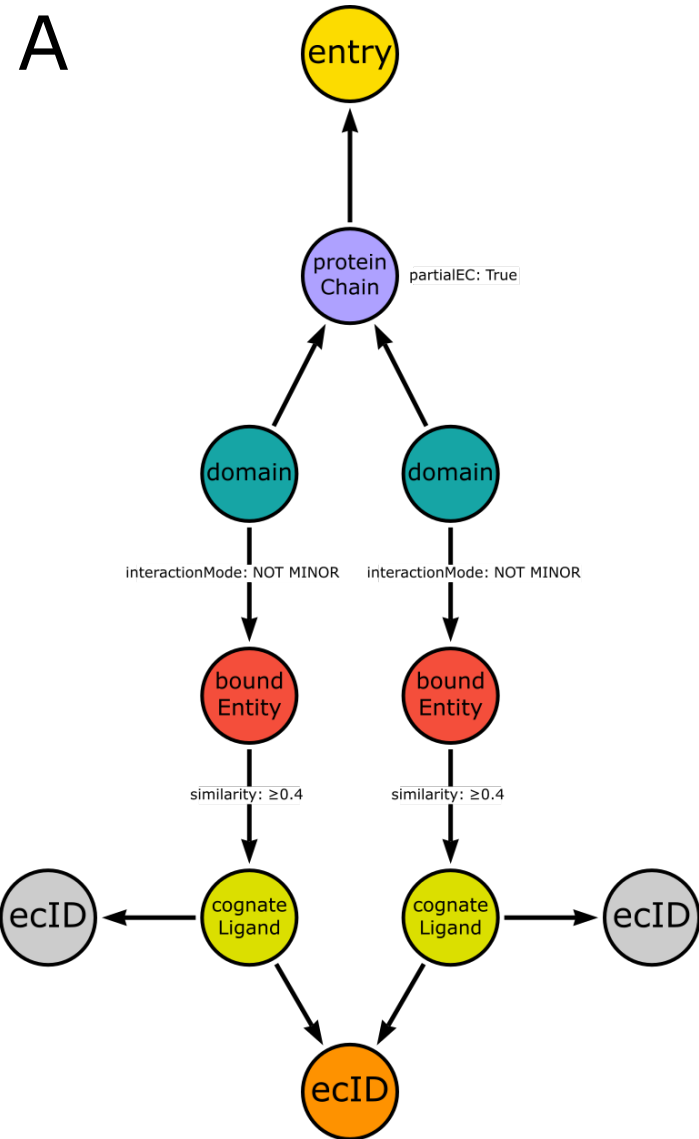 A
entry
protein
Chain
partialEC: True
domain
domain
interactionMode: NOT MINOR
interactionMode: NOT MINOR
bound
Entity
bound
Entity
similarity: ≥0.4
similarity: ≥0.4
ecID
cognate
Ligand
cognate
Ligand
ecID
ecID